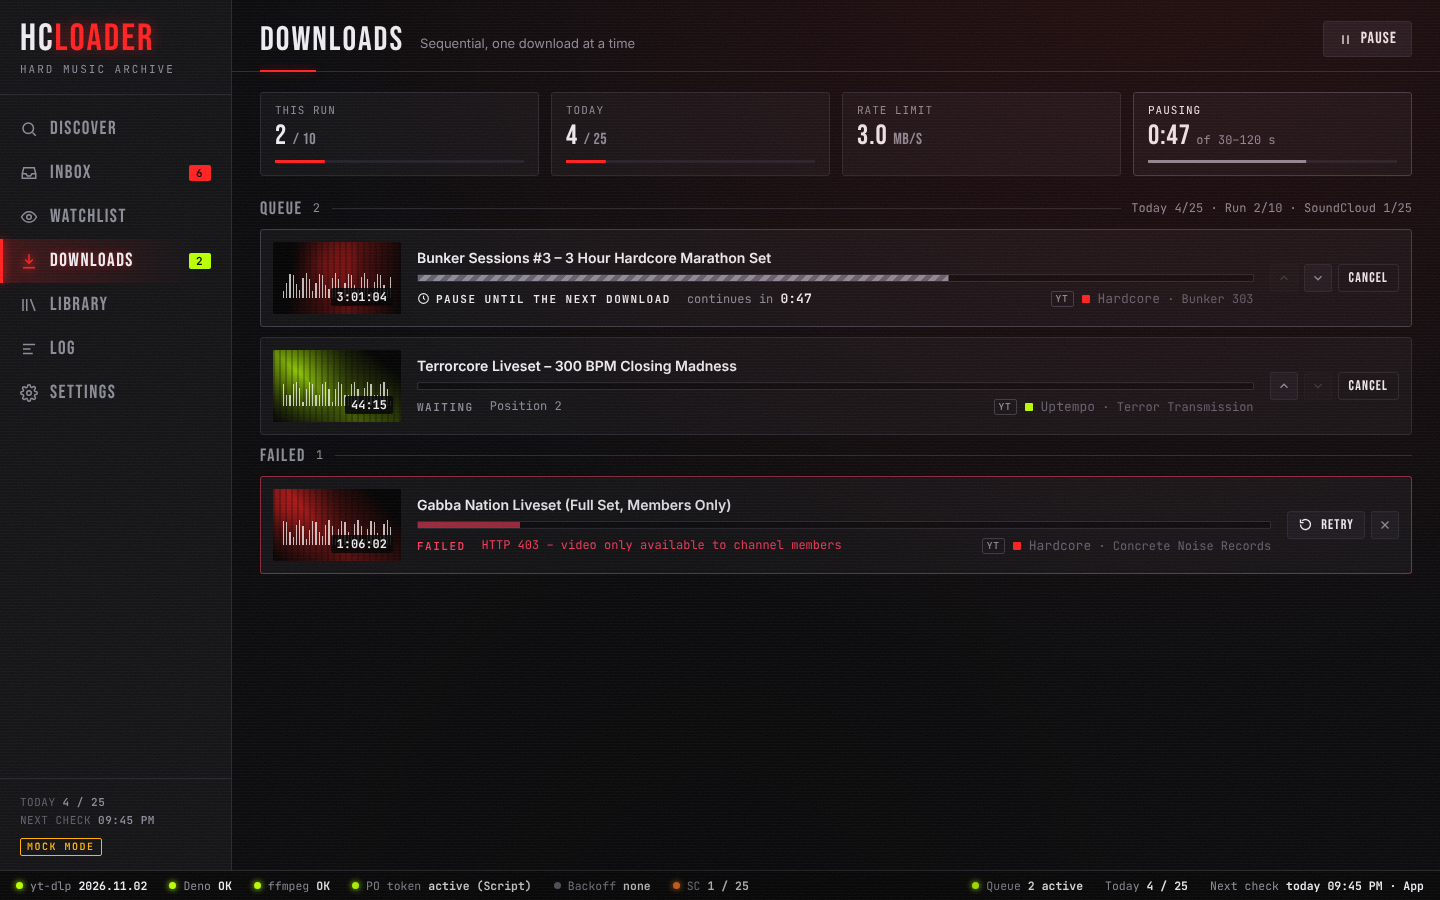 HCLOADER
HARD MUSIC ARCHIVE
DISCOVER
INBOX 6
WATCHLIST
DOWNLOADS 2
LIBRARY
LOG
SETTINGS
TODAY 4 / 25
NEXT CHECK 09:45 PM
MOCK MODE
DOWNLOADS Sequential, one download at a time
PAUSE
THIS RUN
2 / 10
TODAY
4 / 25
RATE LIMIT
3.0 MB/S
PAUSING
0:47 of 30–120 s
QUEUE 2
Today 4/25 · Run 2/10 · SoundCloud 1/25
3:01:04
Bunker Sessions #3 – 3 Hour Hardcore Marathon Set
PAUSE UNTIL THE NEXT DOWNLOAD continues in 0:47
YT Hardcore · Bunker 303
CANCEL
44:15
Terrorcore Liveset – 300 BPM Closing Madness
WAITING Position 2
YT Uptempo · Terror Transmission
CANCEL
FAILED 1
1:06:02
Gabba Nation Liveset (Full Set, Members Only)
FAILED HTTP 403 – video only available to channel members
YT Hardcore · Concrete Noise Records
RETRY
yt-dlp 2026.11.02 Deno OK ffmpeg OK PO token active (Script) Backoff none SC 1 / 25 Queue 2 active Today 4 / 25 Next check today 09:45 PM · App